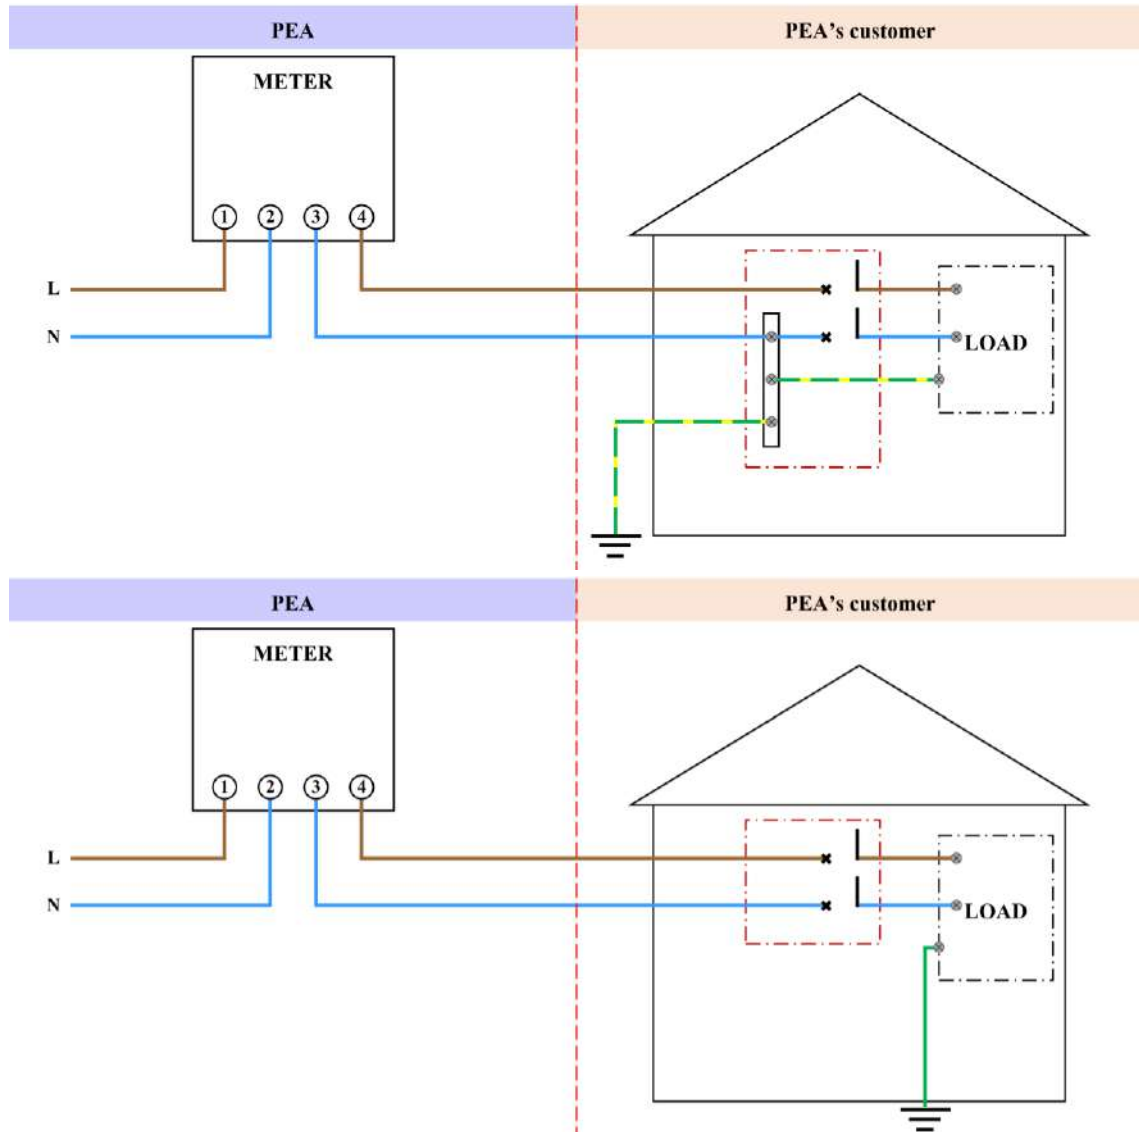 PEA
PEA's customer
METER
1 2 3 4
L
N
LOAD
PEA
PEA's customer
METER
1 2 3 4
L
N
LOAD